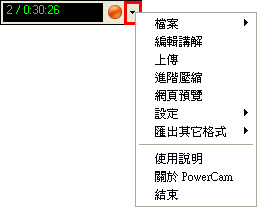 2 / 0:30:26
檔案
編輯講解
上傳
進階壓縮
網頁預覽
設定
匯出其它格式
使用說明
關於 PowerCam
結束